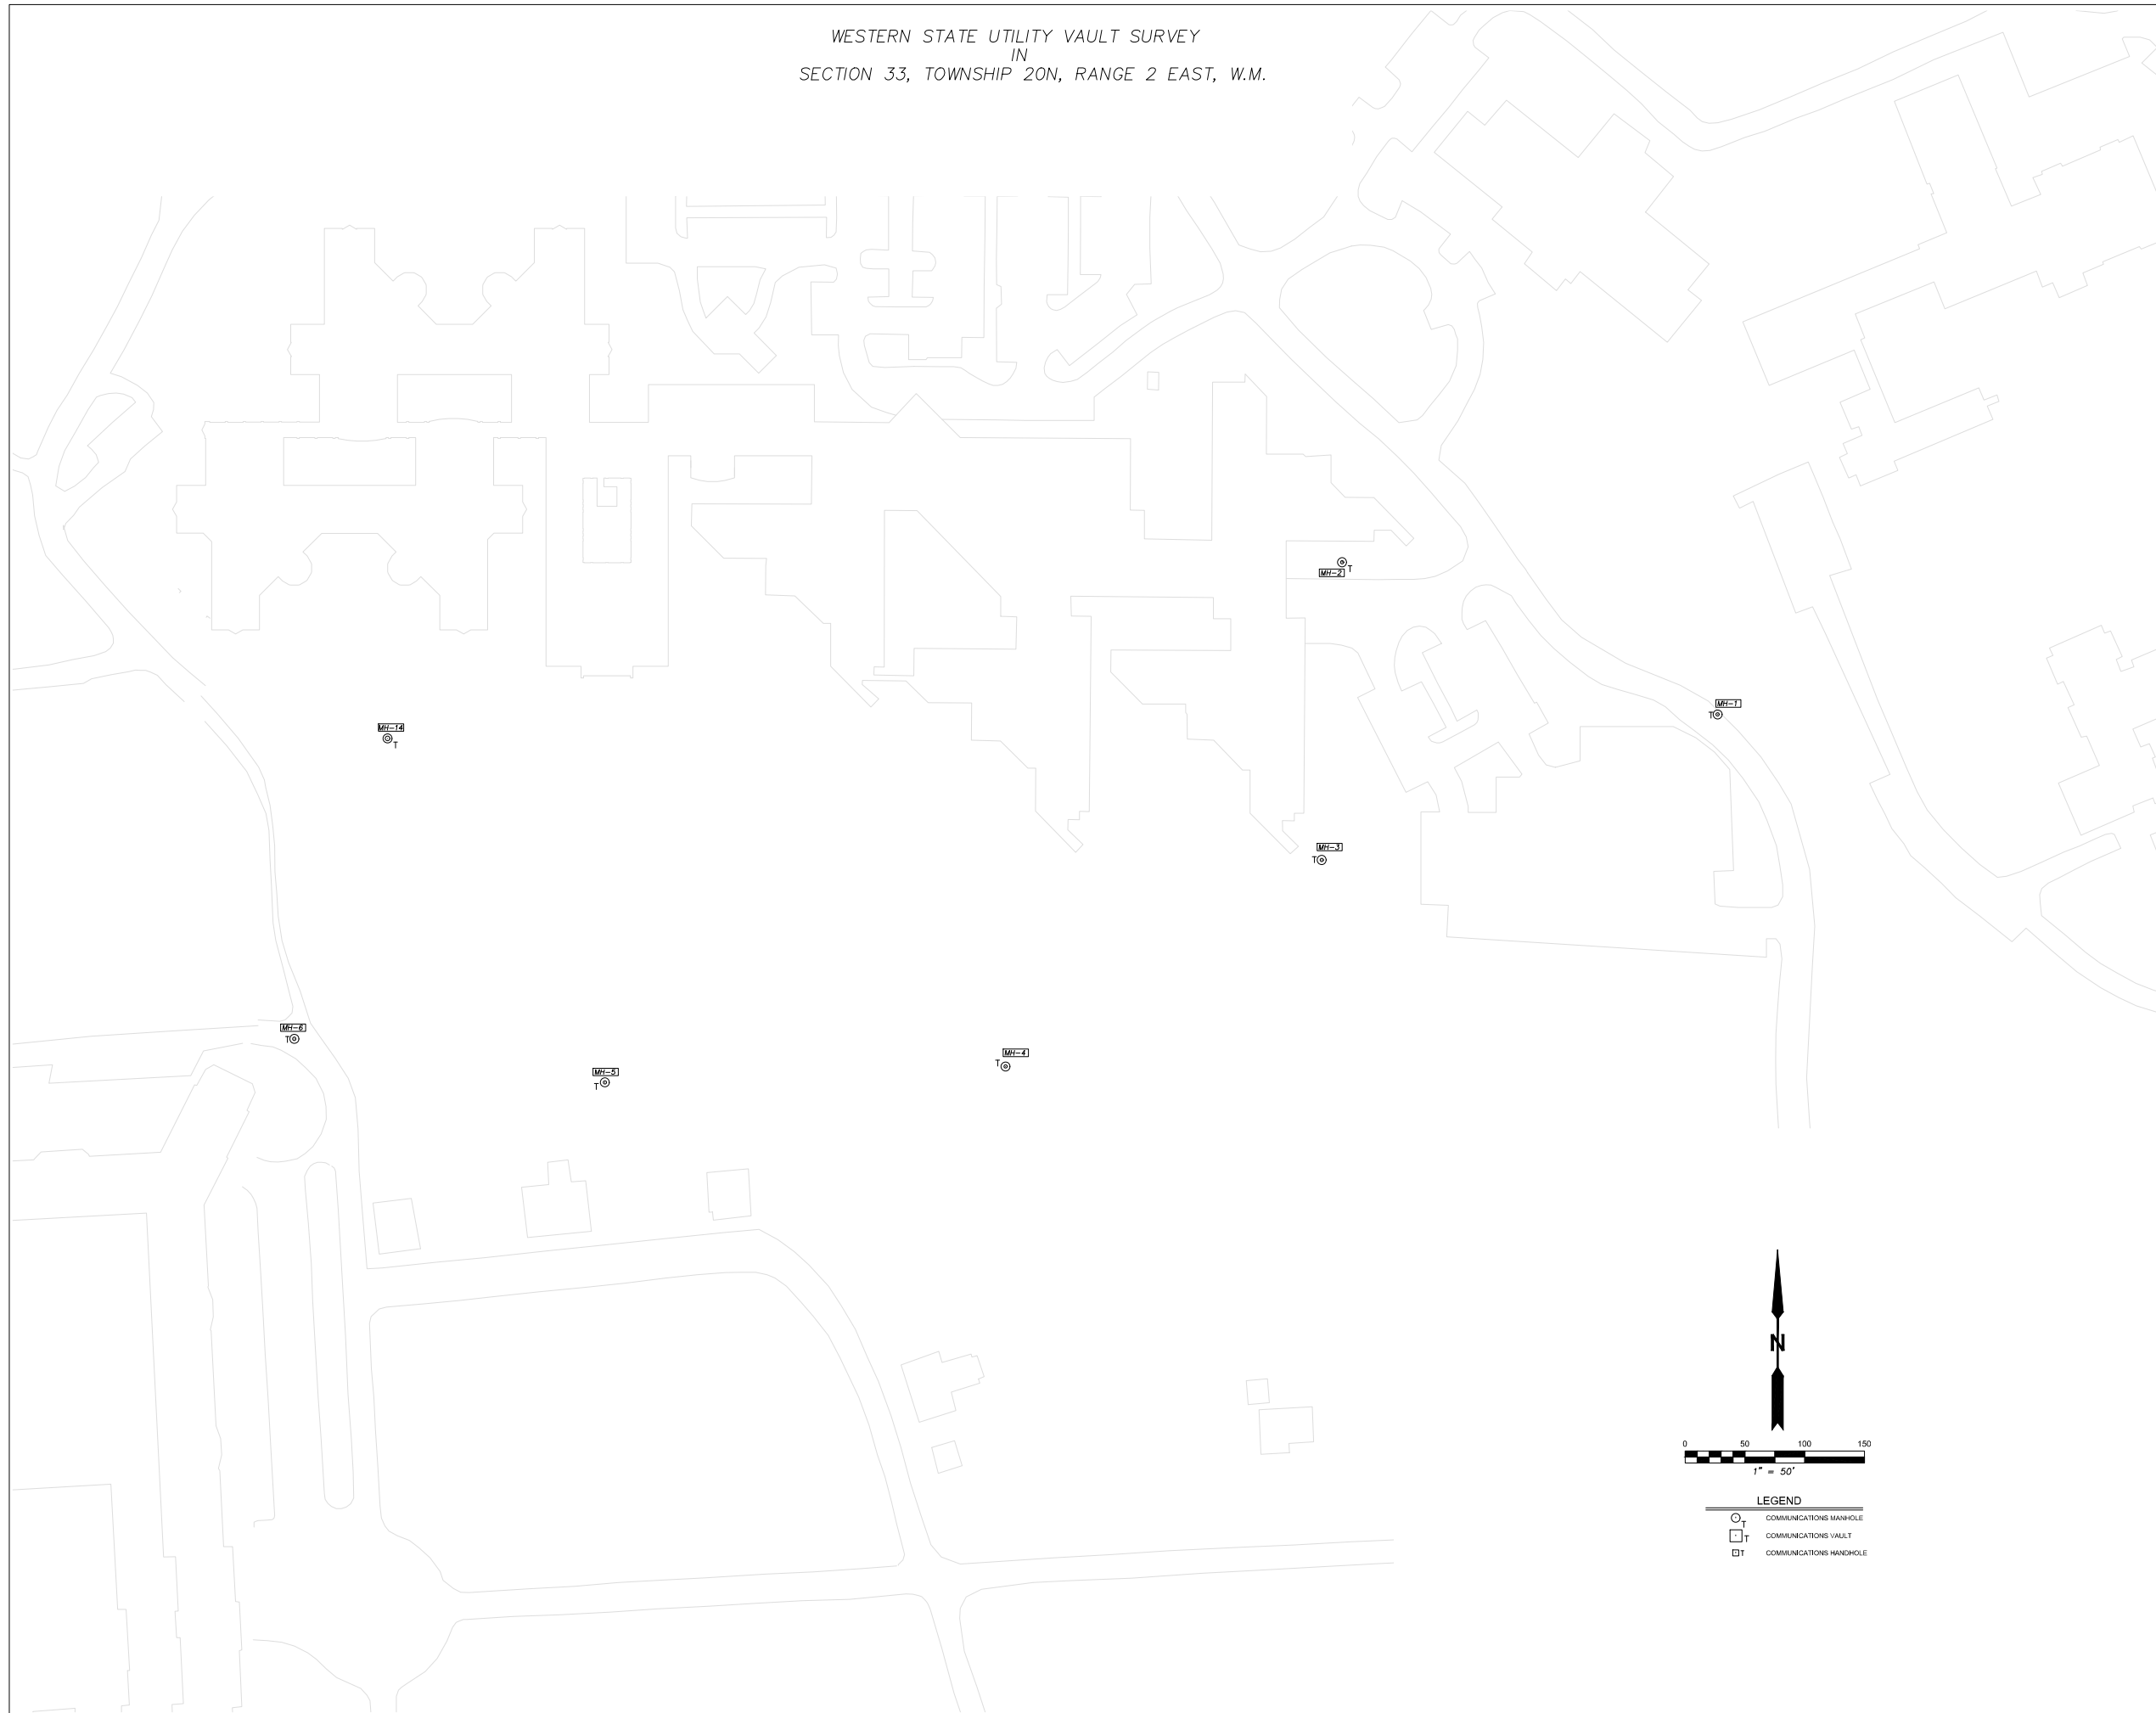 WESTERN STATE UTILITY VAULT SURVEY
IN
SECTION 33, TOWNSHIP 20N, RANGE 2 EAST, W.M.
MH-2
T
MH-1
T
MH-14
T
MH-3
T
MH-6
T
MH-4
T
MH-5
T
N
0 50 100 150
1" = 50'
LEGEND
T COMMUNICATIONS MANHOLE
T COMMUNICATIONS VAULT
T COMMUNICATIONS HANDHOLE